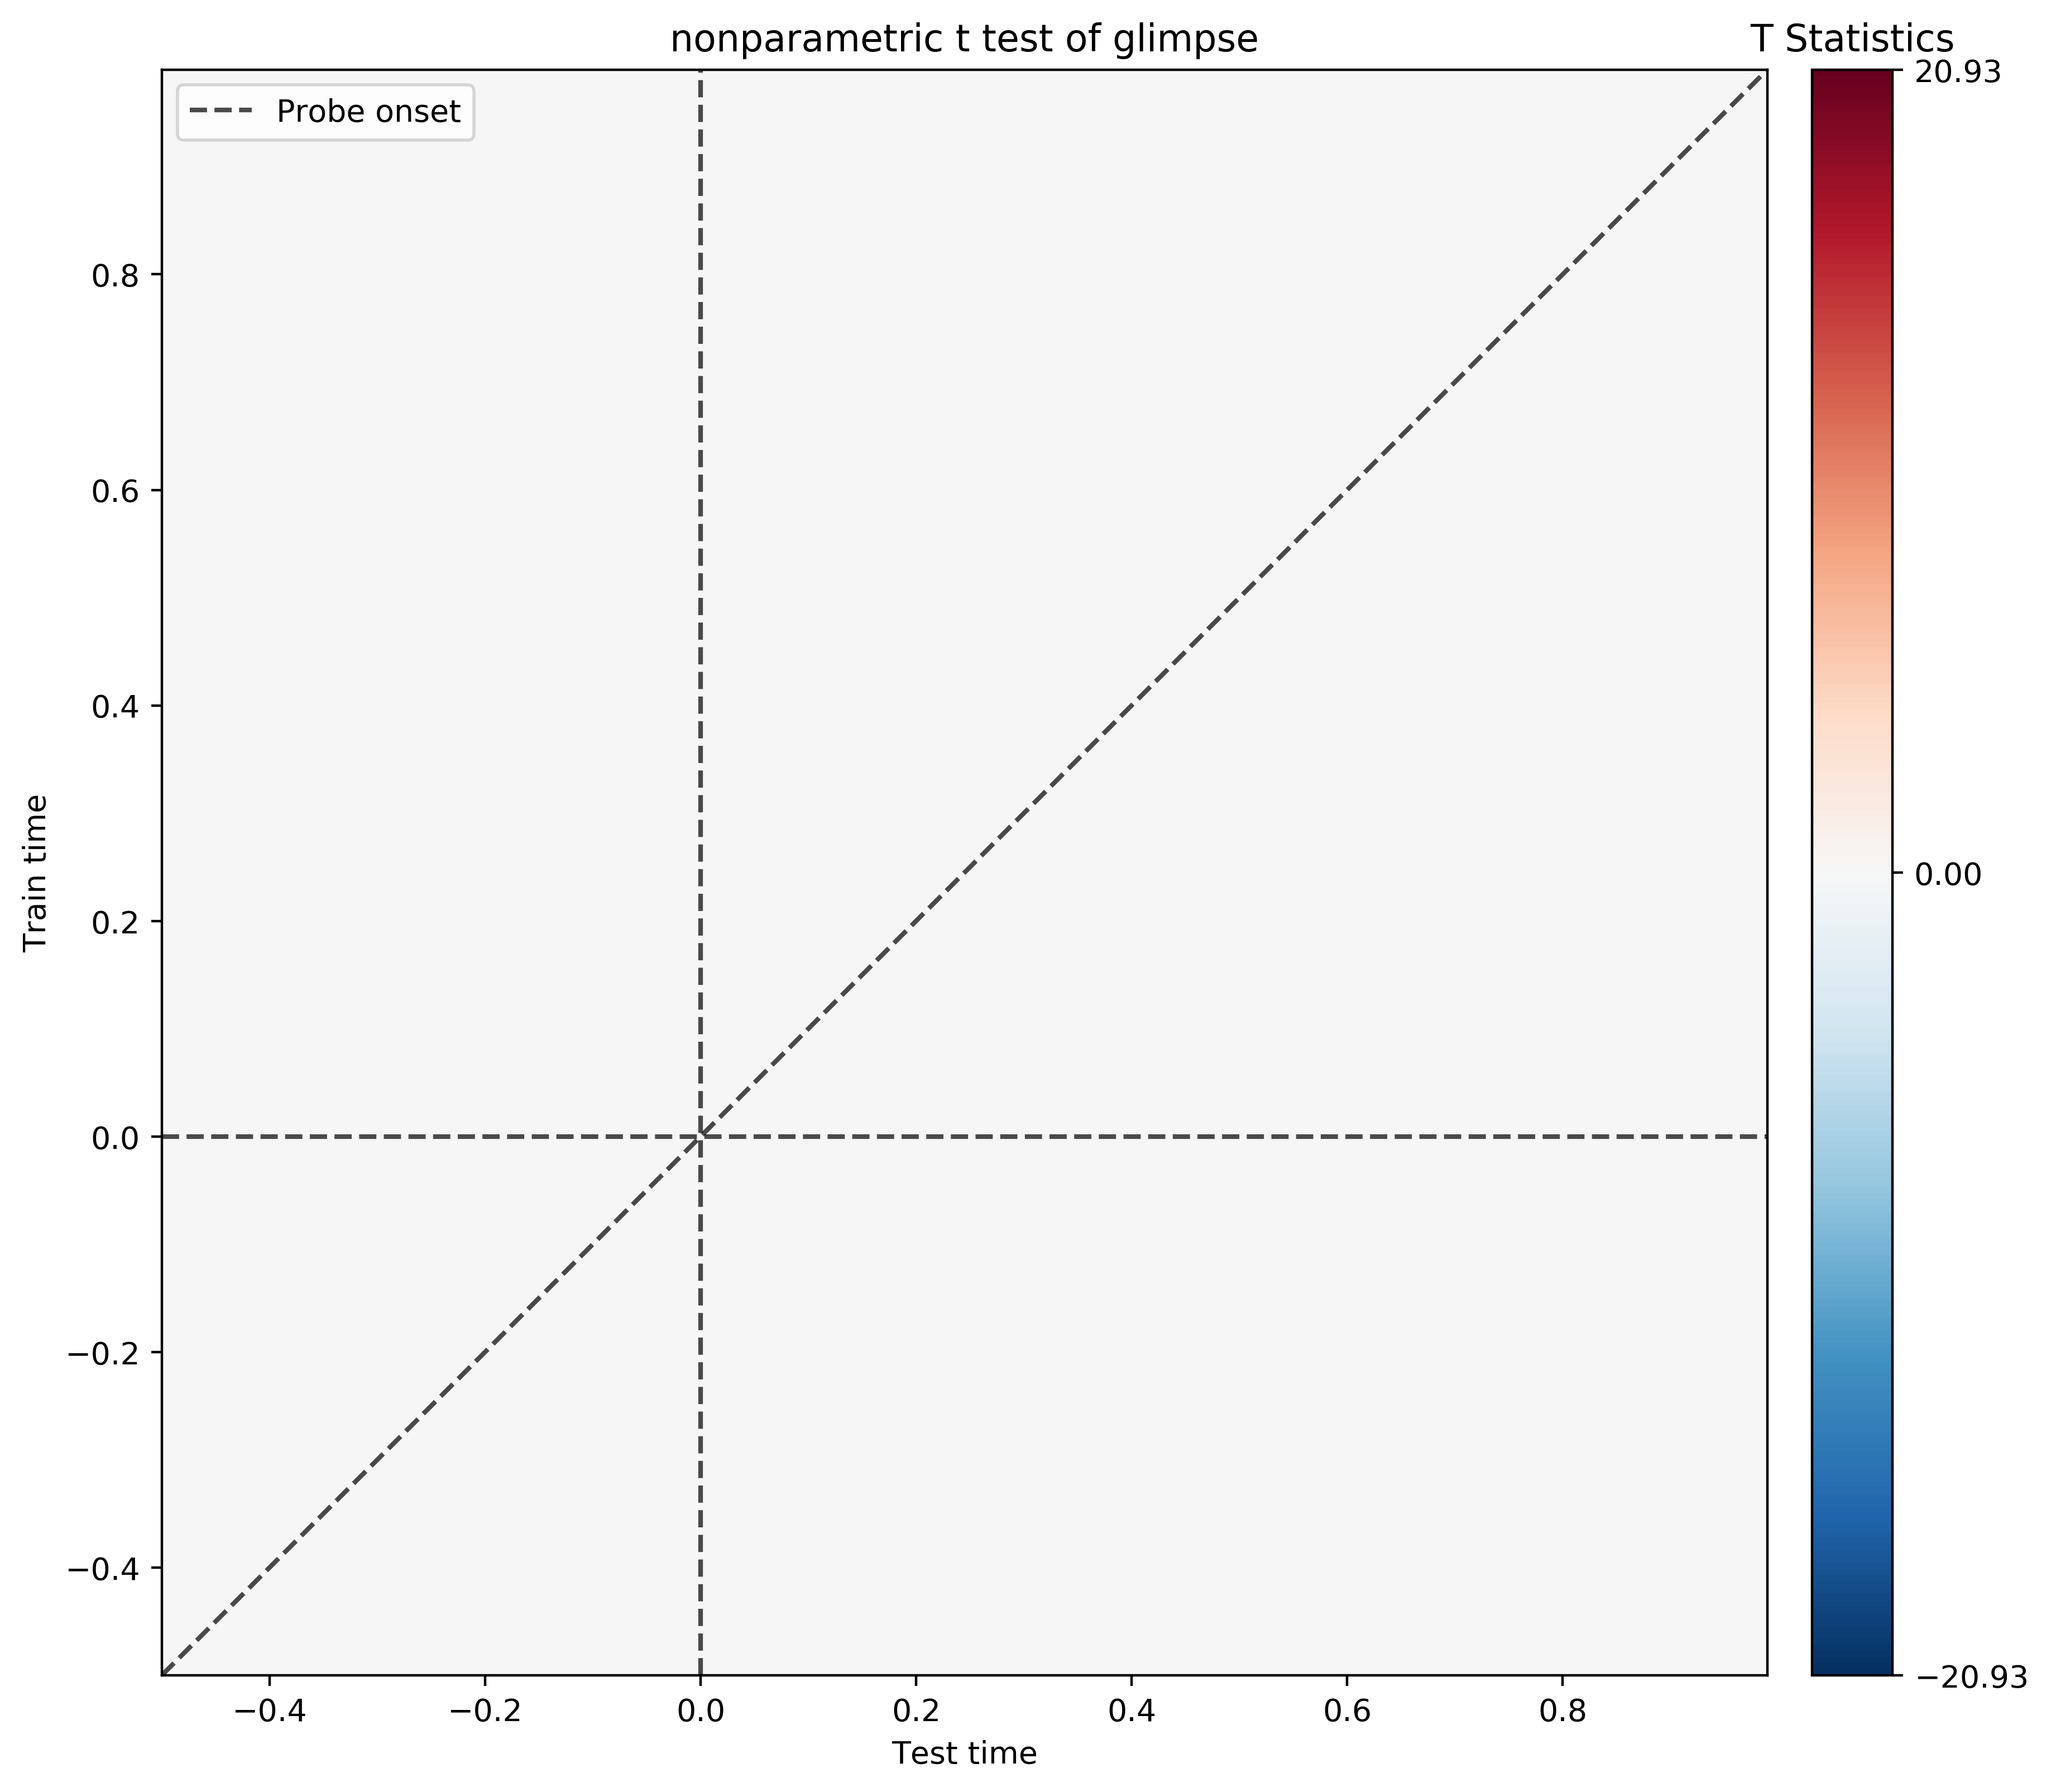 nonparametric t test of glimpse
T Statistics
20.93
0.00
−20.93
Probe onset
Train time
0.8
0.6
0.4
0.2
0.0
−0.2
−0.4
−0.4 −0.2 0.0 0.2 0.4 0.6 0.8
Test time